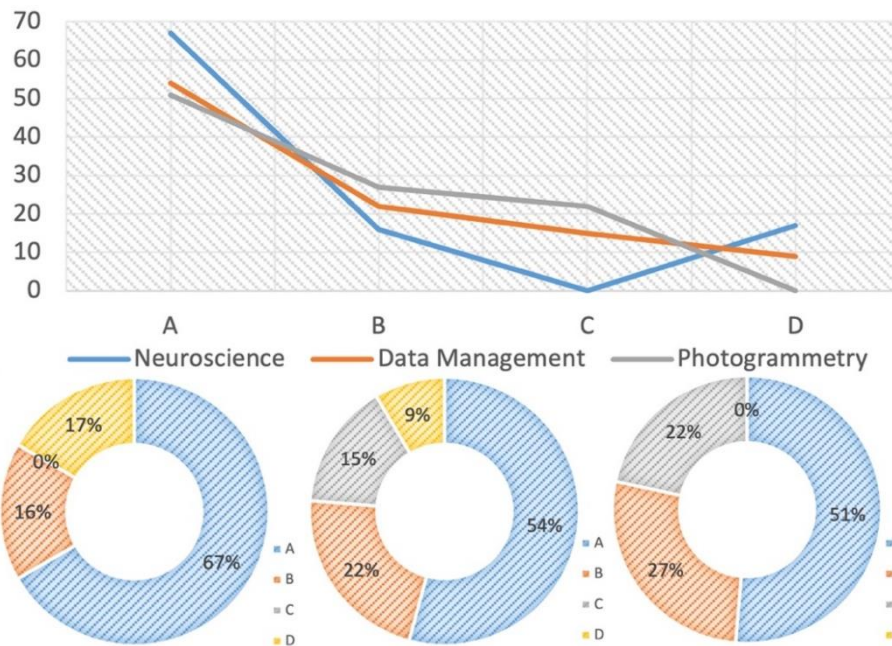 70
60
50
40
30
20
10
0
A B C D
Neuroscience Data Management Photogrammetry
17%
0%
16%
67%
A
B
C
D
9%
15%
22%
54%
A
B
C
D
0%
22%
27%
51%